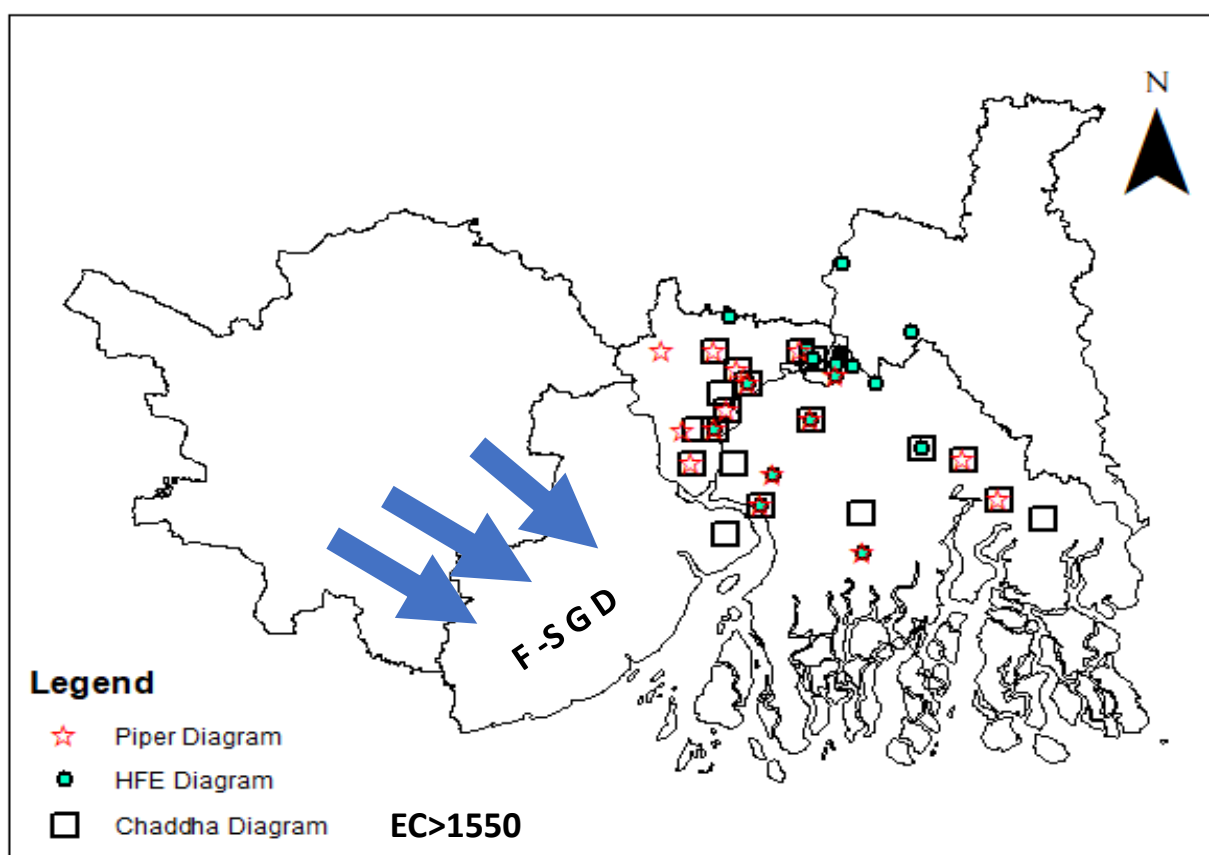 N
F-SGD
Legend
Piper Diagram
HFE Diagram
Chaddha Diagram
EC>1550